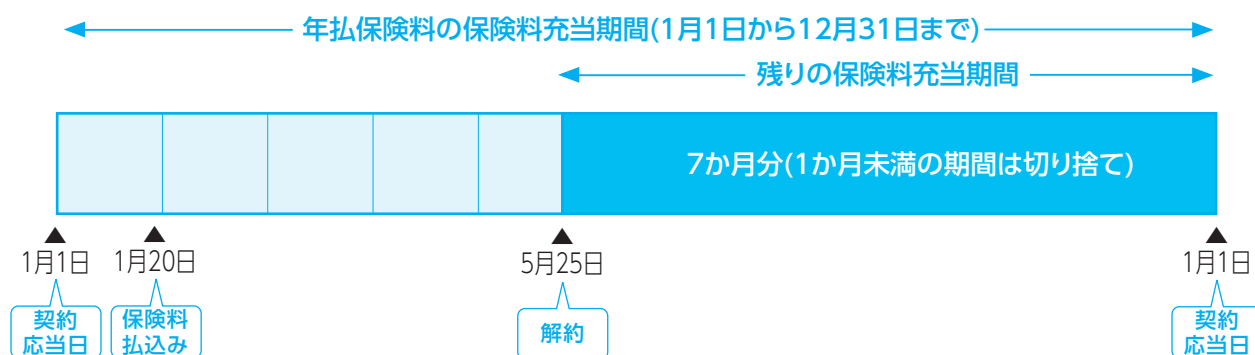 年払保険料の保険料充当期間(1月1日から12月31日まで)
残りの保険料充当期間
7か月分(1か月未満の期間は切り捨て)
1月1日
1月20日
5月25日
1月1日
契約
応当日
保険料
払込み
解約
契約
応当日